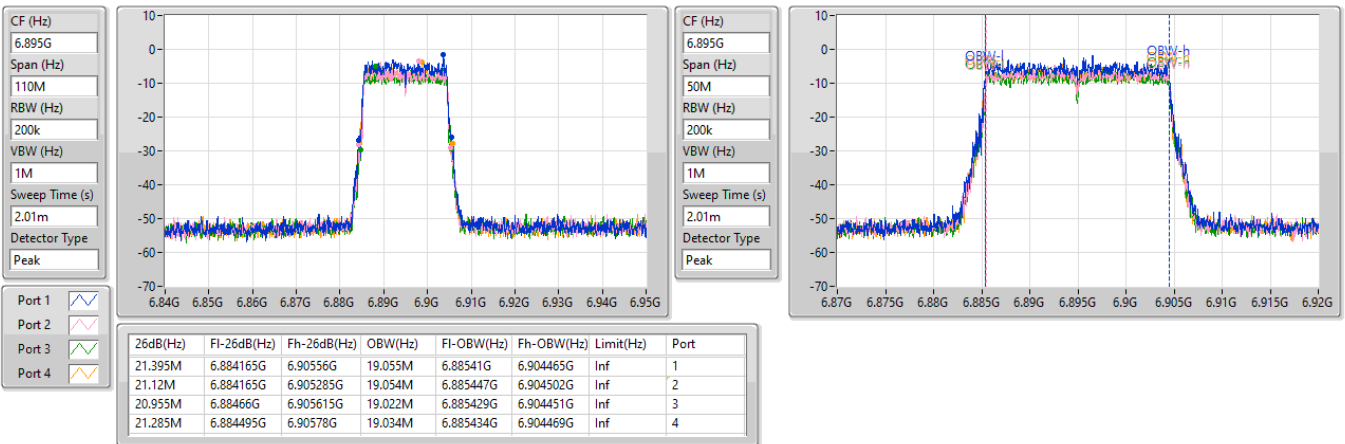 CF (Hz)
6.895G
Span (Hz)
110M
RBW (Hz)
200k
VBW (Hz)
1M
Sweep Time (s)
2.01m
Detector Type
Peak
10
0
-10
-20
-30
-40
-50
-60
-70
6.84G 6.85G 6.86G 6.87G 6.88G 6.89G 6.9G 6.91G 6.92G 6.93G 6.94G 6.95G
CF (Hz)
6.895G
Span (Hz)
50M
RBW (Hz)
200k
VBW (Hz)
1M
Sweep Time (s)
2.01m
Detector Type
Peak
10
0
-10
-20
-30
-40
-50
-60
-70
OBW-l
OBW-h
6.87G 6.875G 6.88G 6.885G 6.89G 6.895G 6.9G 6.905G 6.91G 6.915G 6.92G
Port 1
Port 2
Port 3
Port 4
26dB(Hz) Fl-26dB(Hz) Fh-26dB(Hz) OBW(Hz) Fl-OBW(Hz) Fh-OBW(Hz) Limit(Hz) Port
21.395M 6.884165G 6.90556G 19.055M 6.88541G 6.904465G Inf 1
21.12M 6.884165G 6.905285G 19.054M 6.885447G 6.904502G Inf 2
20.955M 6.88466G 6.905615G 19.022M 6.885429G 6.904451G Inf 3
21.285M 6.884495G 6.90578G 19.034M 6.885434G 6.904469G Inf 4